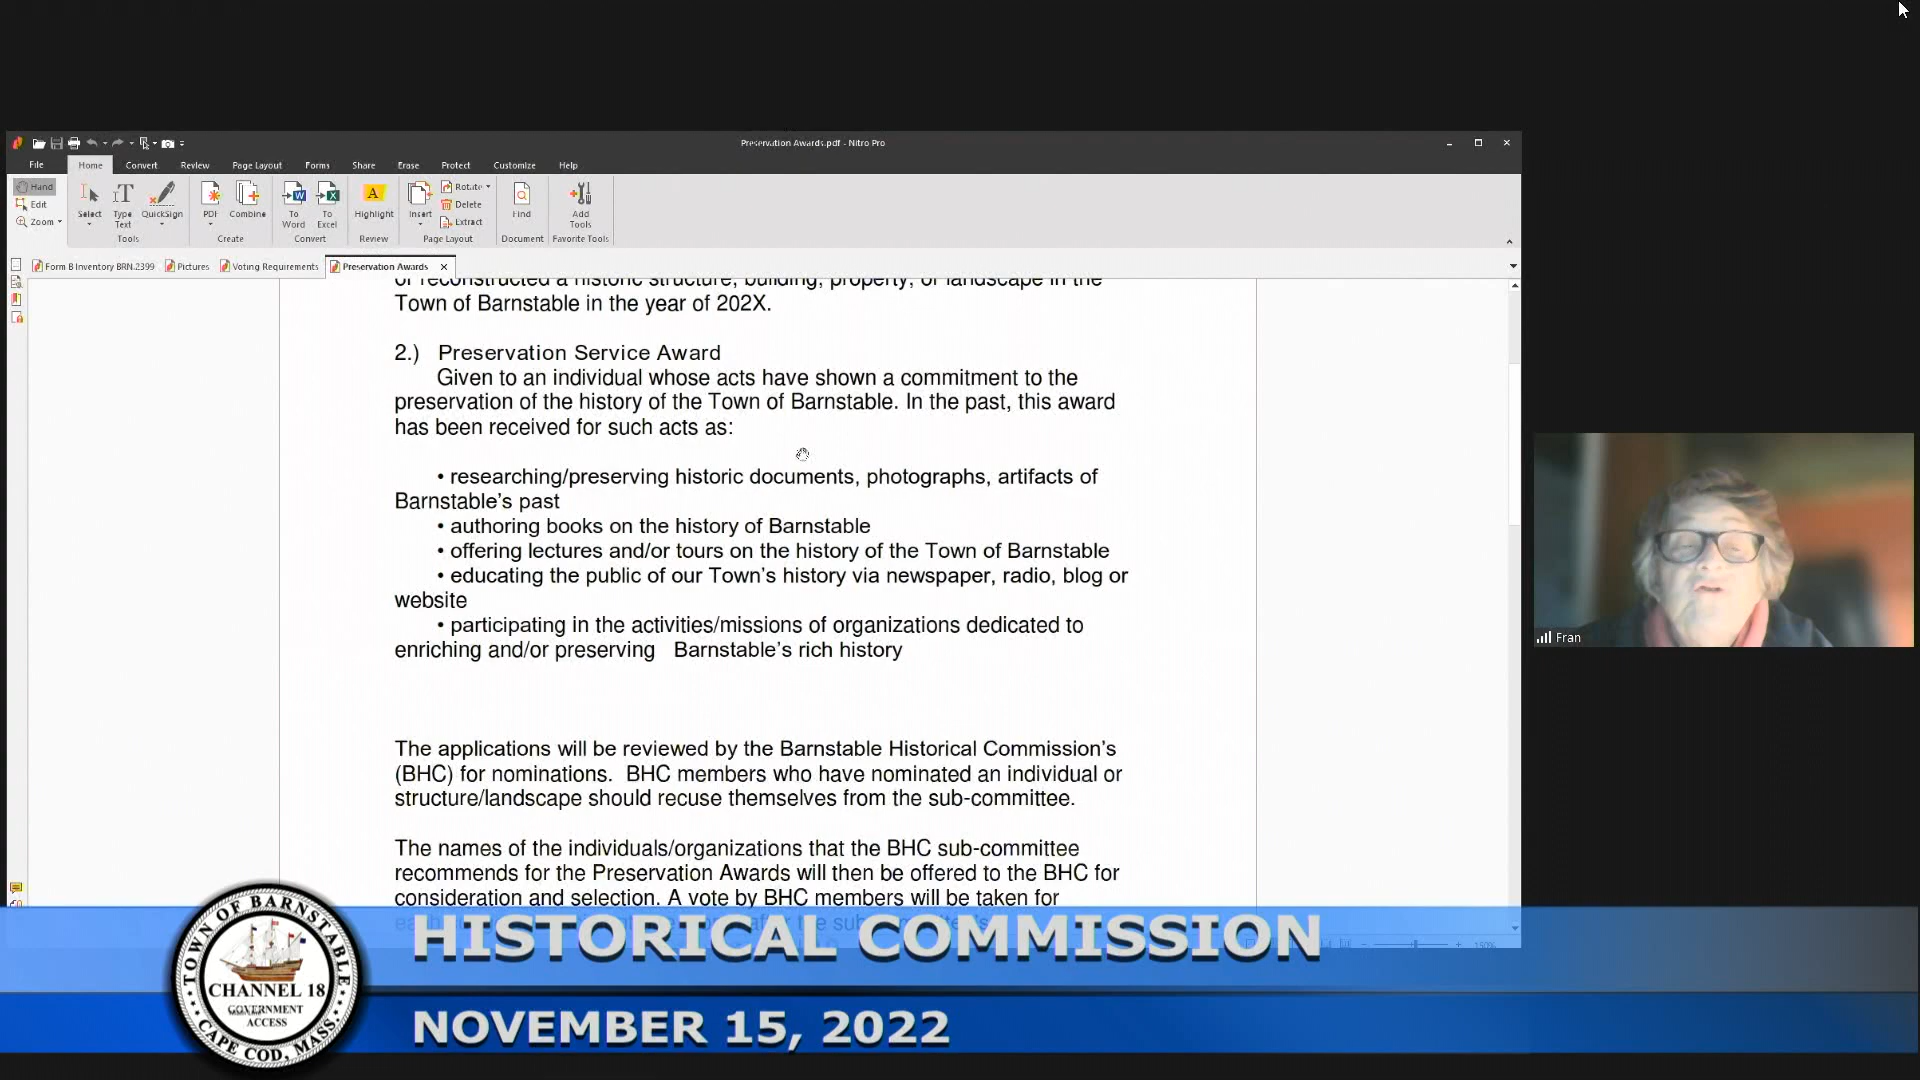 Preservation Awards.pdf - Nitro Pro
File Home Convert Review Page Layout Forms Share Erase Protect Customize Help
Hand
Edit
Zoom
Select
Type Text
QuickSign
Tools
PDF
Combine
Create
To Word
To Excel
Convert
Highlight
Review
Insert
Rotate
Delete
Extract
Page Layout
Find
Document
Add Tools
Favorite Tools
Form B Inventory BRN.2399 Pictures Voting Requirements Preservation Awards
or reconstructed a historic structure, building, property, or landscape in the
Town of Barnstable in the year of 202X.
2.) Preservation Service Award
Given to an individual whose acts have shown a commitment to the
preservation of the history of the Town of Barnstable. In the past, this award
has been received for such acts as:
• researching/preserving historic documents, photographs, artifacts of
Barnstable's past
• authoring books on the history of Barnstable
• offering lectures and/or tours on the history of the Town of Barnstable
• educating the public of our Town's history via newspaper, radio, blog or
website
• participating in the activities/missions of organizations dedicated to
enriching and/or preserving Barnstable's rich history
The applications will be reviewed by the Barnstable Historical Commission's
(BHC) for nominations. BHC members who have nominated an individual or
structure/landscape should recuse themselves from the sub-committee.
The names of the individuals/organizations that the BHC sub-committee
recommends for the Preservation Awards will then be offered to the BHC for
consideration and selection. A vote by BHC members will be taken for
Fran
150%
HISTORICAL COMMISSION
NOVEMBER 15, 2022
TOWN OF BARNSTABLE
CHANNEL 18
GOVERNMENT
ACCESS
CAPE COD, MASS.